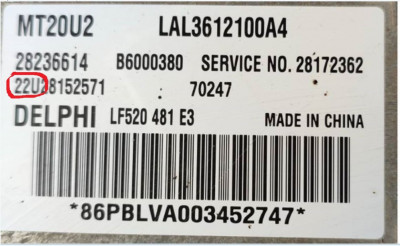 MT20U2 LAL3612100A4
28236614 B6000380 SERVICE NO. 28172362
22U28152571 70247
DELPHI LF520 481 E3 MADE IN CHINA
*86PBLVA003452747*